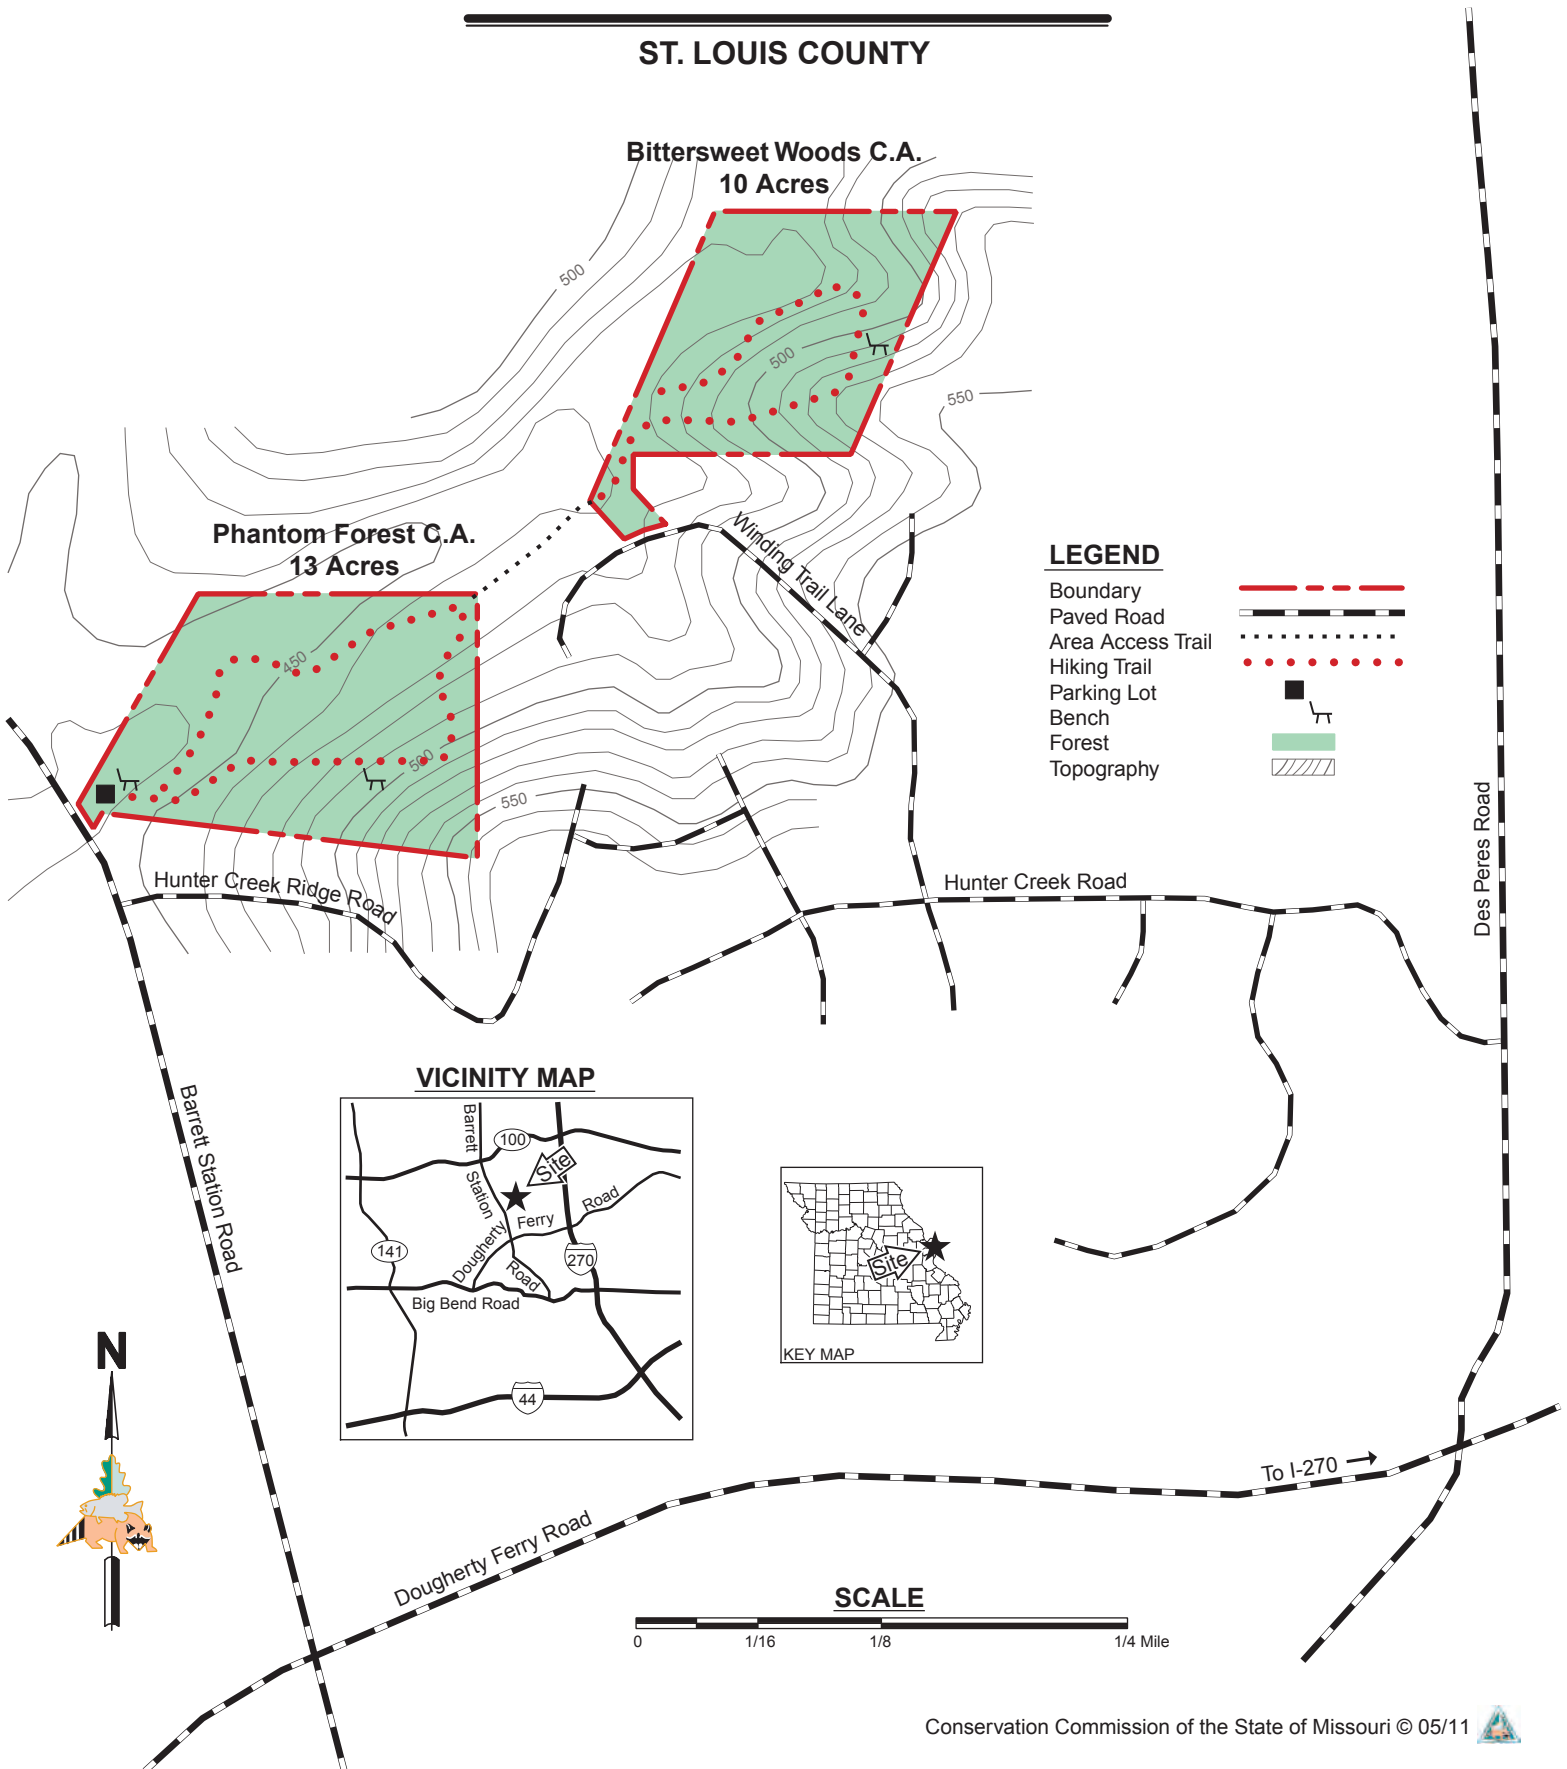 ST. LOUIS COUNTY
Bittersweet Woods C.A.
10 Acres
500
500
550
Phantom Forest C.A.
13 Acres
Winding Trail Lane
450
500
550
LEGEND
Boundary
Paved Road
Area Access Trail
Hiking Trail
Parking Lot
Bench
Forest
Topography
Des Peres Road
Hunter Creek Ridge Road
Hunter Creek Road
Barrett Station Road
VICINITY MAP
Barrett
Station
Road
100
Site
Dougherty
Ferry
Road
141
270
Big Bend Road
44
Site
KEY MAP
N
To I-270
Dougherty Ferry Road
SCALE
0 1/16 1/8 1/4 Mile
Conservation Commission of the State of Missouri © 05/11